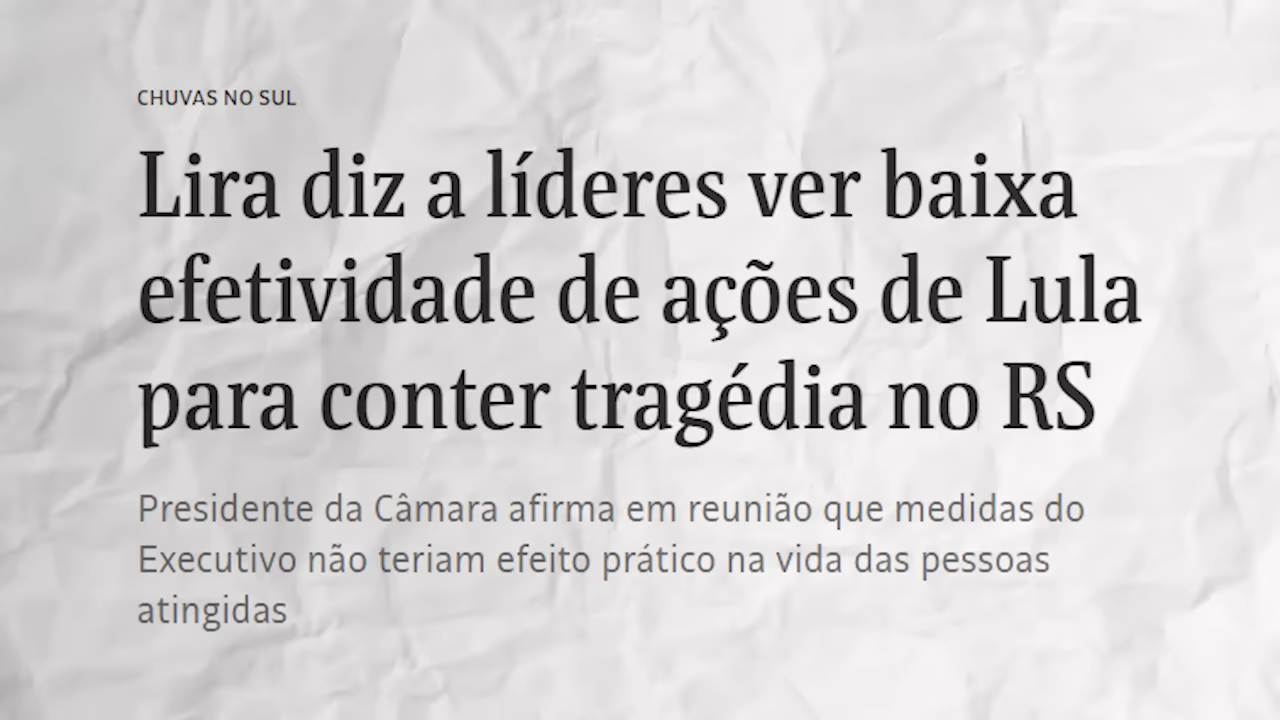 CHUVAS NO SUL
Lira diz a líderes ver baixa
efetividade de ações de Lula
para conter tragédia no RS
Presidente da Câmara afirma em reunião que medidas do
Executivo não teriam efeito prático na vida das pessoas
atingidas